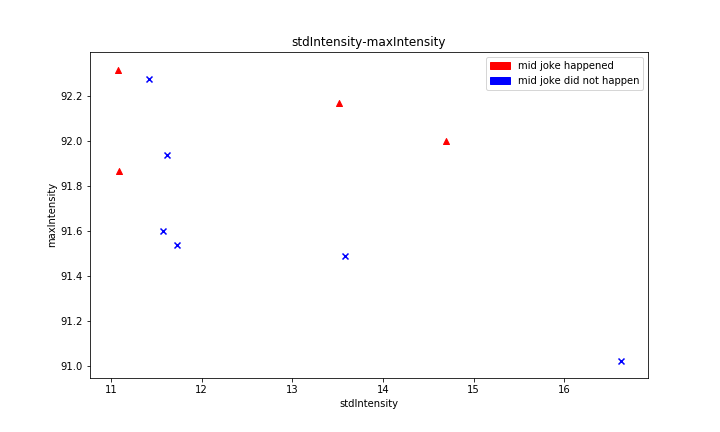 stdIntensity-maxIntensity
mid joke happened
mid joke did not happen
maxIntensity
92.2
92.0
91.8
91.6
91.4
91.2
91.0
11
12
13
14
15
16
stdIntensity